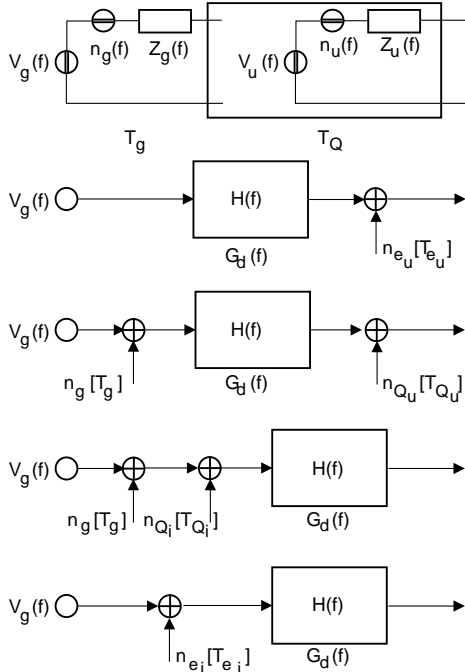 n_g(f) Z_g(f) n_u(f) Z_u(f)
V_g(f) V_u(f)
T_g T_Q
V_g(f) H(f)
G_d(f) n_e_u[T_e_u]
V_g(f) H(f)
n_g[T_g] G_d(f) n_Q_u[T_Q_u]
V_g(f) H(f)
n_g[T_g] n_Q_i[T_Q_i] G_d(f)
V_g(f) H(f)
n_e_i[T_e_i] G_d(f)